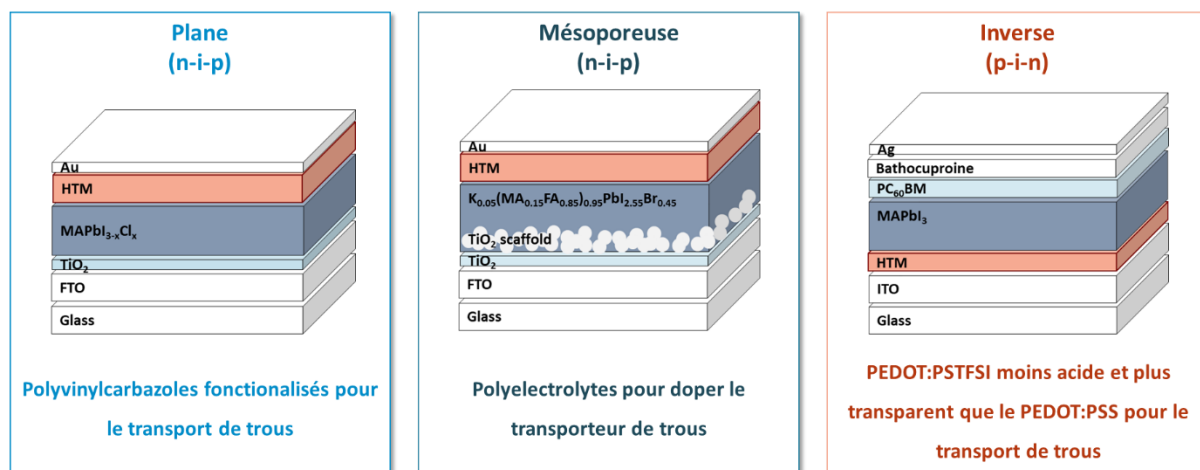 Plane
(n-i-p)
Au
HTM
MAPbI₃₋ₓClₓ
TiO₂
FTO
Glass
Polyvinylcarbazoles fonctionalisés pour
le transport de trous
Mésoporeuse
(n-i-p)
Au
HTM
K₀.₀₅(MA₀.₁₅FA₀.₈₅)₀.₉₅PbI₂.₅₅Br₀.₄₅
TiO₂ scaffold
TiO₂
FTO
Glass
Polyelectrolytes pour doper le
transporteur de trous
Inverse
(p-i-n)
Ag
Bathocuproine
PC₆₀BM
MAPbI₃
HTM
ITO
Glass
PEDOT:PSTFSI moins acide et plus
transparent que le PEDOT:PSS pour le
transport de trous